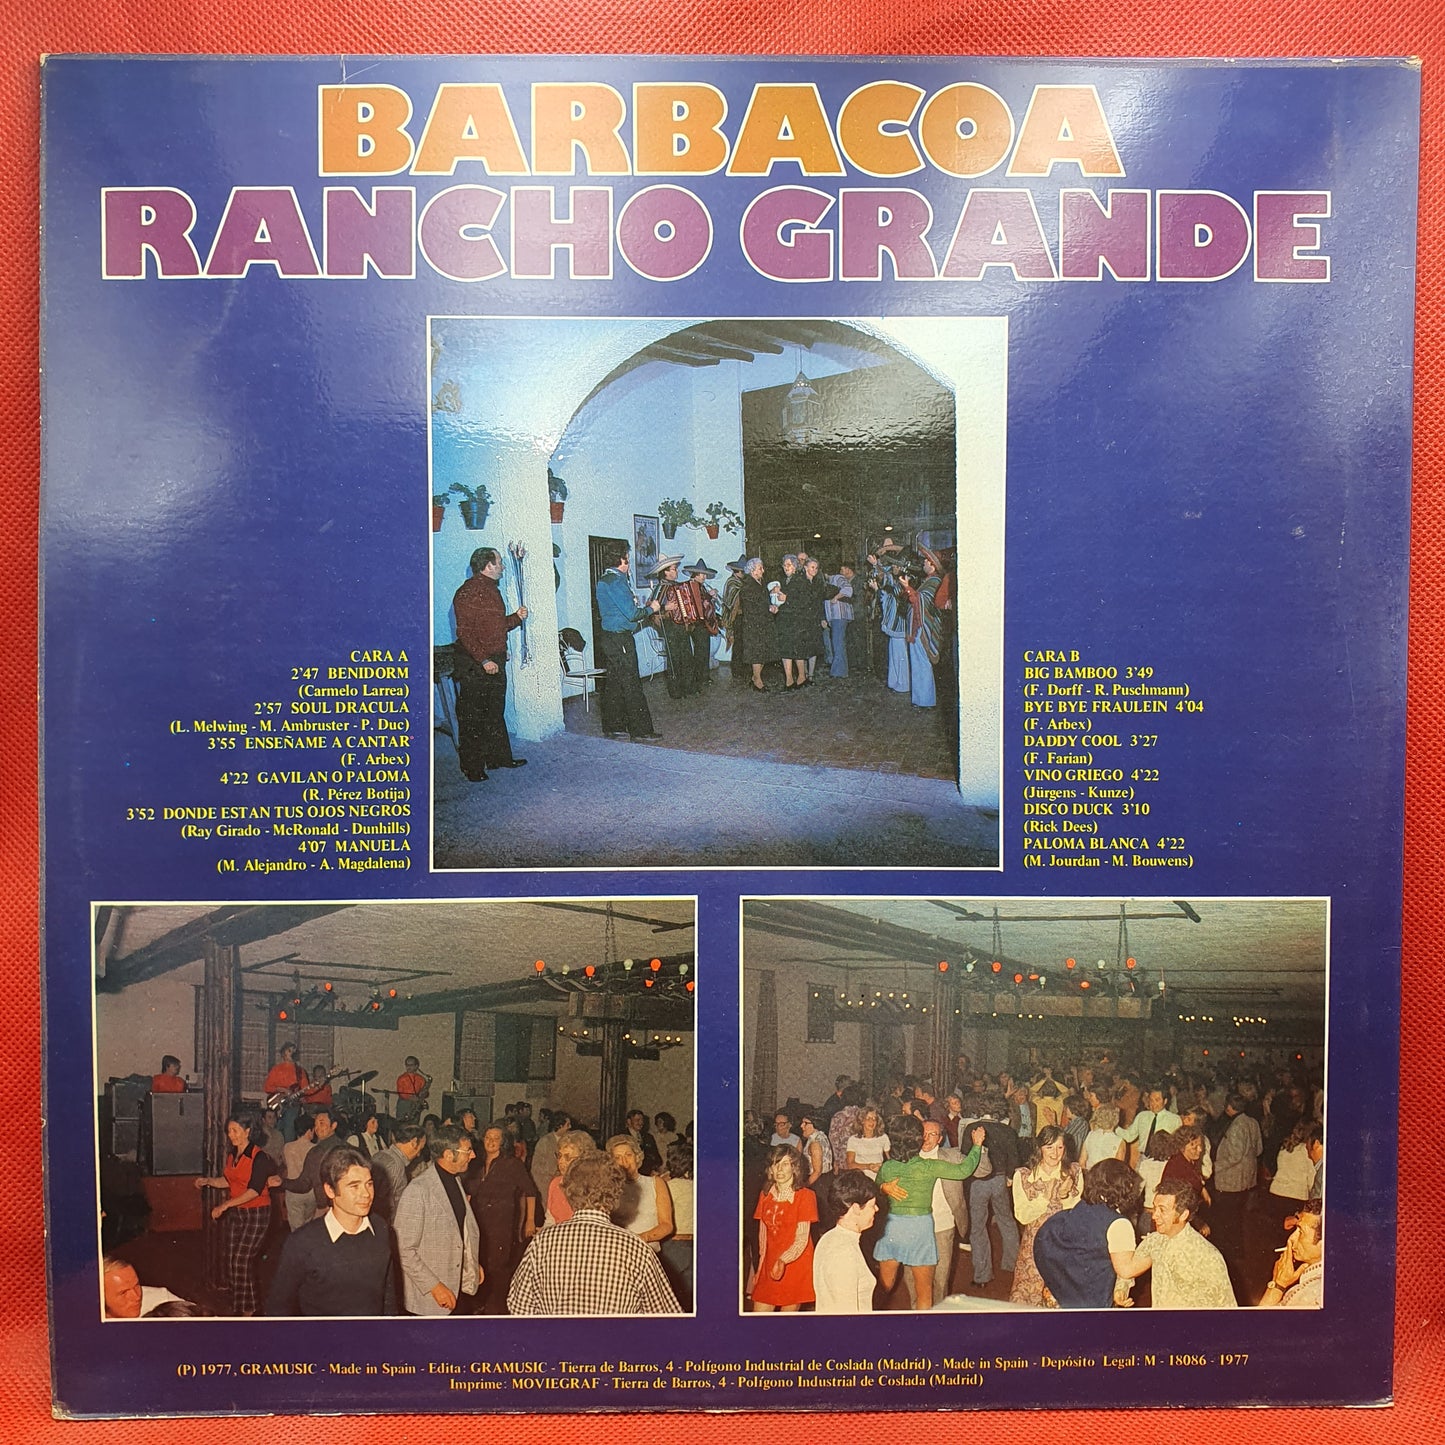 BARBACOA
RANCHO GRANDE
CARA A
2'47 BENIDORM
(Carmelo Larrea)
2'57 SOUL DRACULA
(L. Melwing - M. Ambruster - P. Duc)
3'55 ENSEÑAME A CANTAR
(F. Arbex)
4'22 GAVILAN O PALOMA
(R. Pérez Botija)
3'52 DONDE ESTAN TUS OJOS NEGROS
(Ray Girado - McRonald - Dunhills)
4'07 MANUELA
(M. Alejandro - A. Magdalena)
CARA B
BIG BAMBOO 3'49
(F. Dorff - R. Puschmann)
BYE BYE FRAULEIN 4'04
(F. Arbex)
DADDY COOL 3'27
(F. Farian)
VINO GRIEGO 4'22
(Jürgens - Kunze)
DISCO DUCK 3'10
(Rick Dees)
PALOMA BLANCA 4'22
(M. Jourdan - M. Bouwens)
(P) 1977, GRAMUSIC - Made in Spain - Edita: GRAMUSIC - Tierra de Barros, 4 - Polígono Industrial de Coslada (Madrid) - Made in Spain - Depósito Legal: M - 18086 - 1977
Imprime: MOVIEGRAF - Tierra de Barros, 4 - Polígono Industrial de Coslada (Madrid)